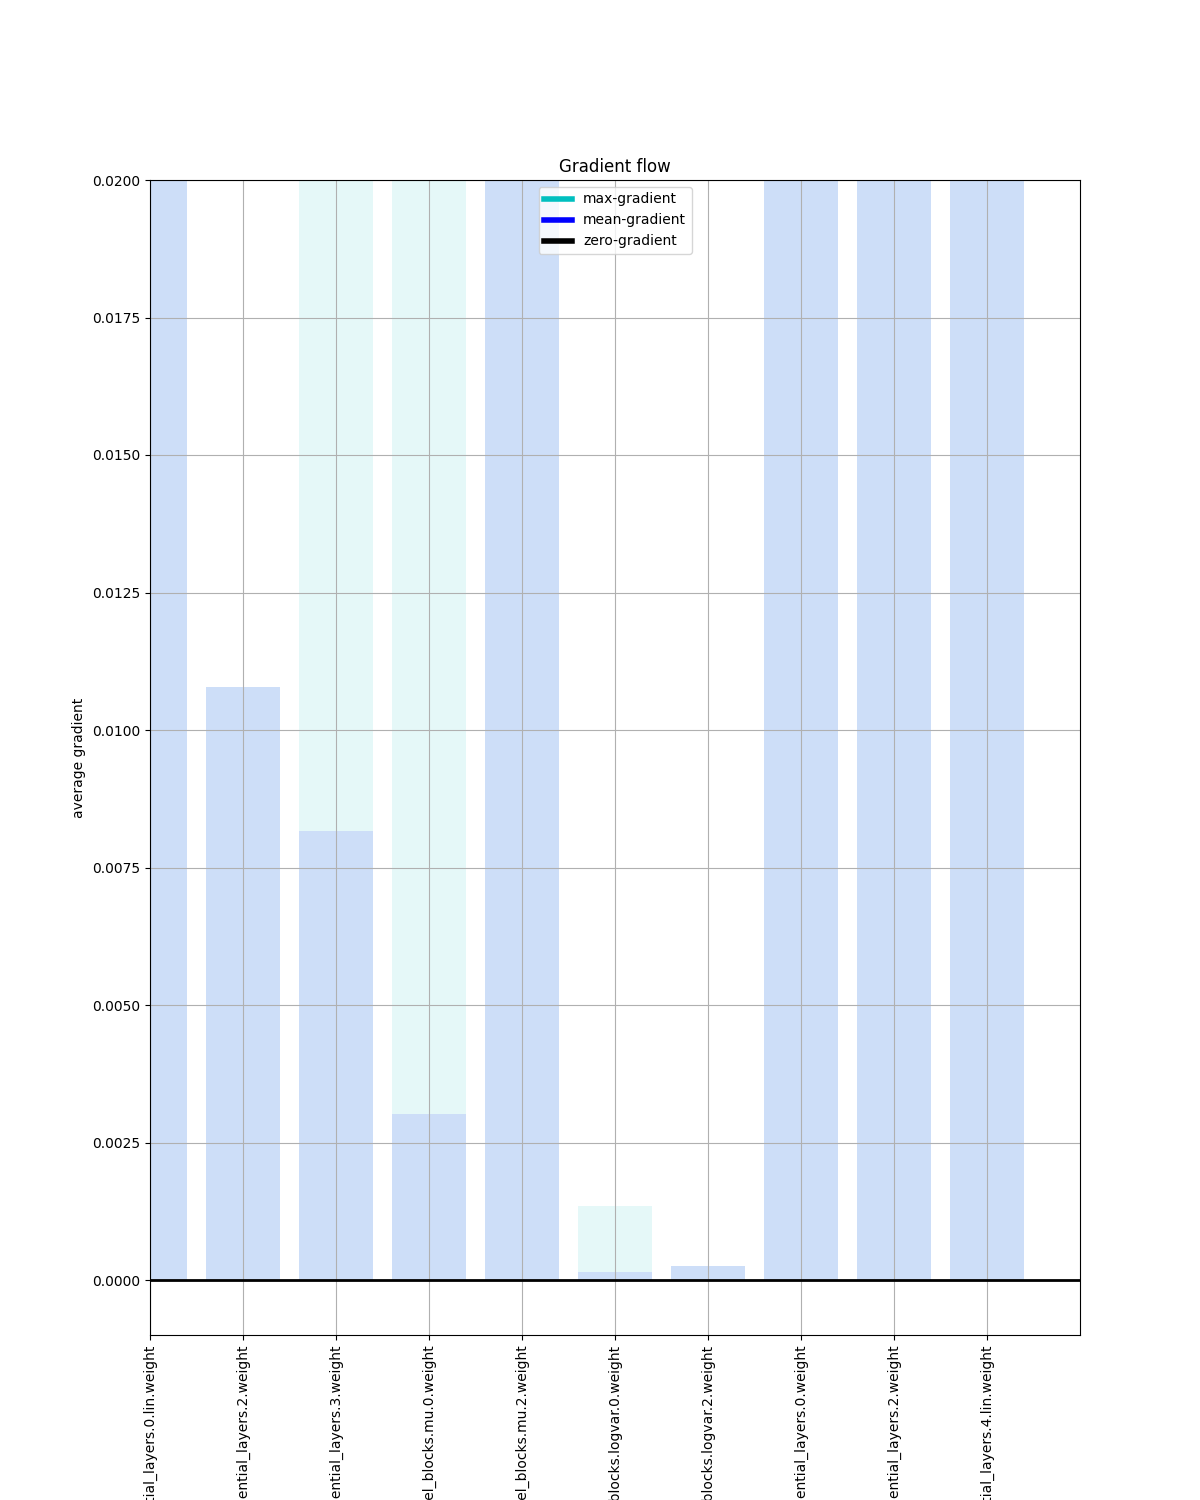 Gradient flow
max-gradient
mean-gradient
zero-gradient
0.0200
0.0175
0.0150
0.0125
0.0100
0.0075
0.0050
0.0025
0.0000
average gradient
tial_layers.0.lin.weight
ential_layers.2.weight
ential_layers.3.weight
el_blocks.mu.0.weight
el_blocks.mu.2.weight
blocks.logvar.0.weight
blocks.logvar.2.weight
ential_layers.0.weight
ential_layers.2.weight
tial_layers.4.lin.weight